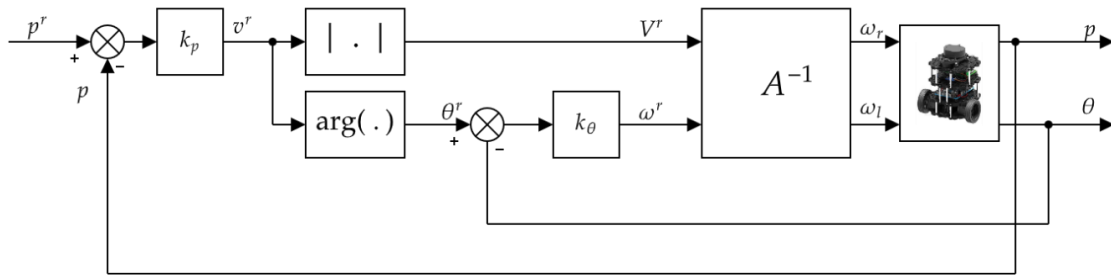 p^r + − k_p v^r | . | V^r A^{-1} ω_r p
p arg( . ) θ^r + − k_θ ω^r ω_l θ